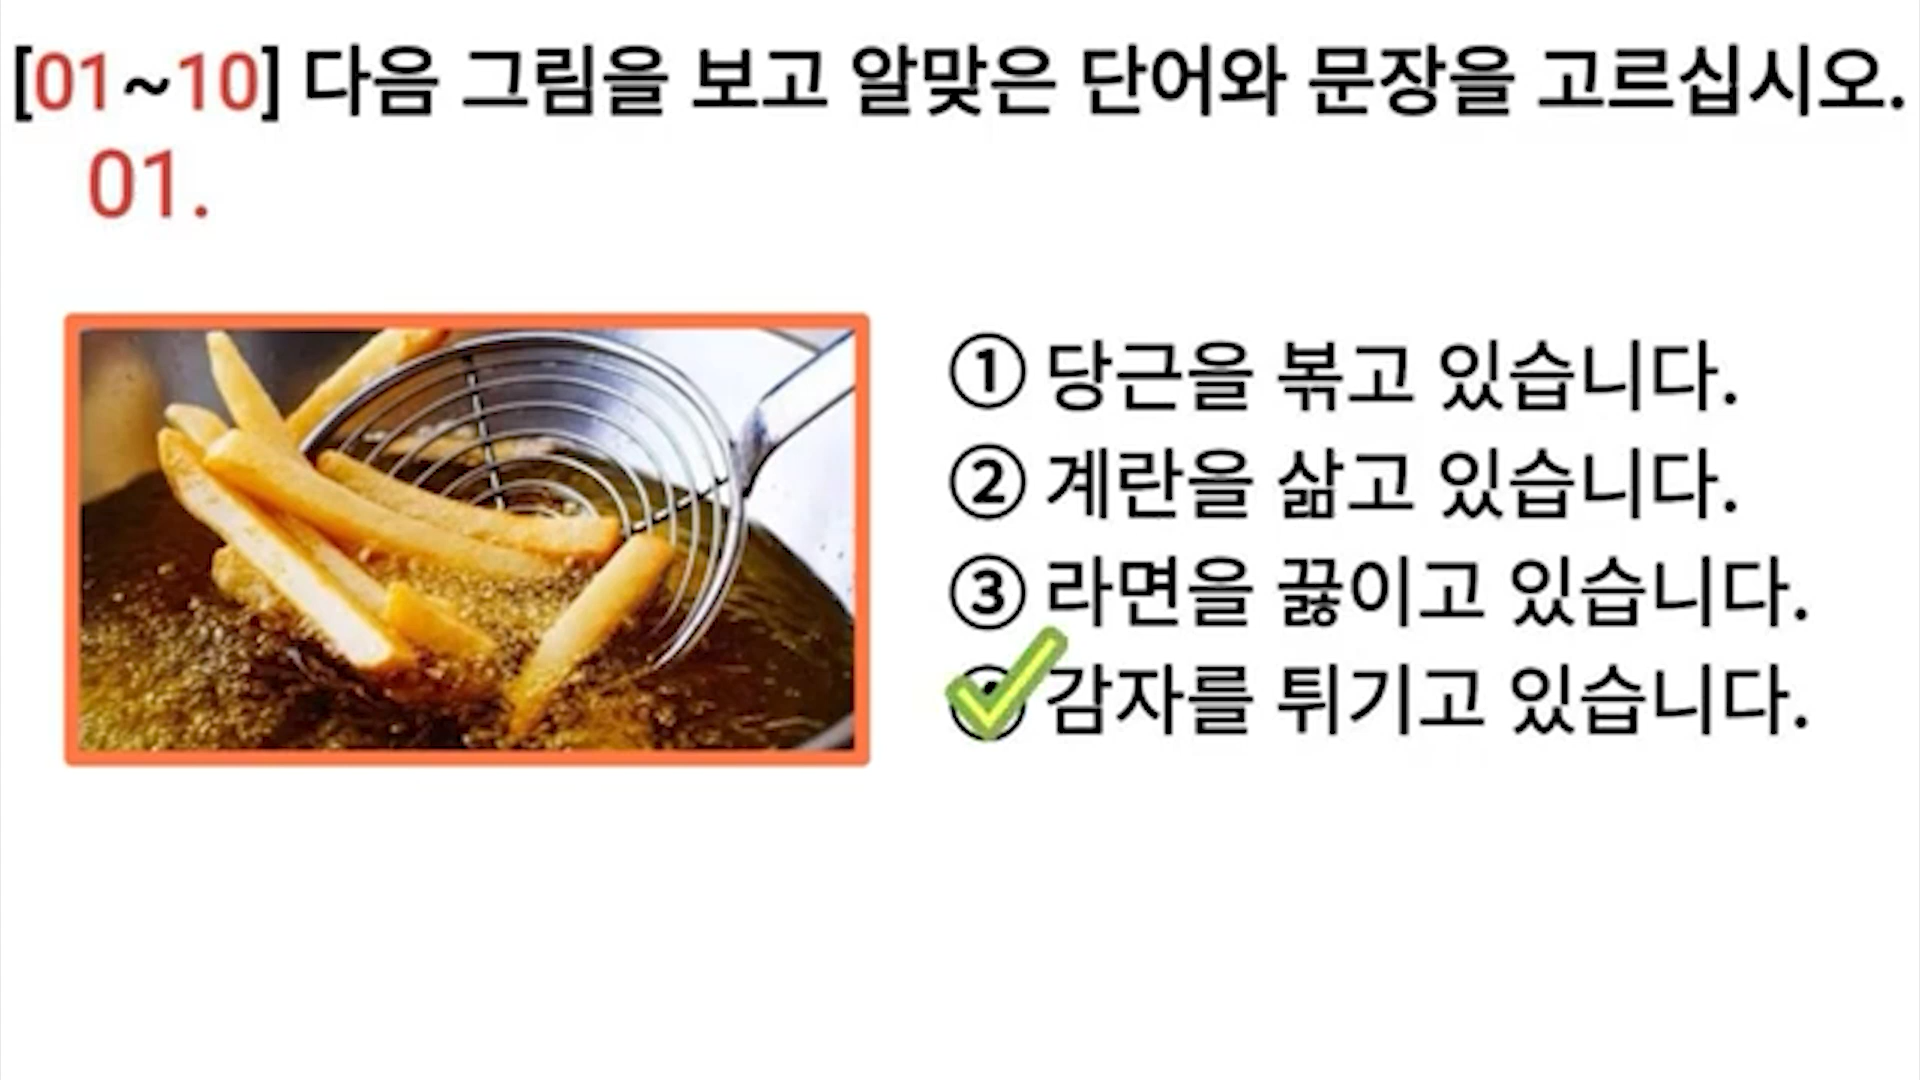 [01~10] 다음 그림을 보고 알맞은 단어와 문장을 고르십시오.
01.
① 당근을 볶고 있습니다.
② 계란을 삶고 있습니다.
③ 라면을 끓이고 있습니다.
감자를 튀기고 있습니다.